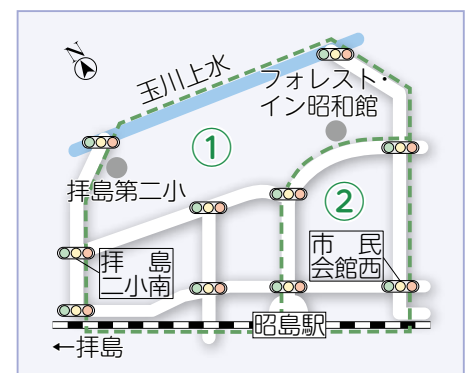 N
玉川上水
フォレスト・
イン昭和館
①
拝島第二小
②
市民
会館西
拝島
二小南
昭島駅
←拝島